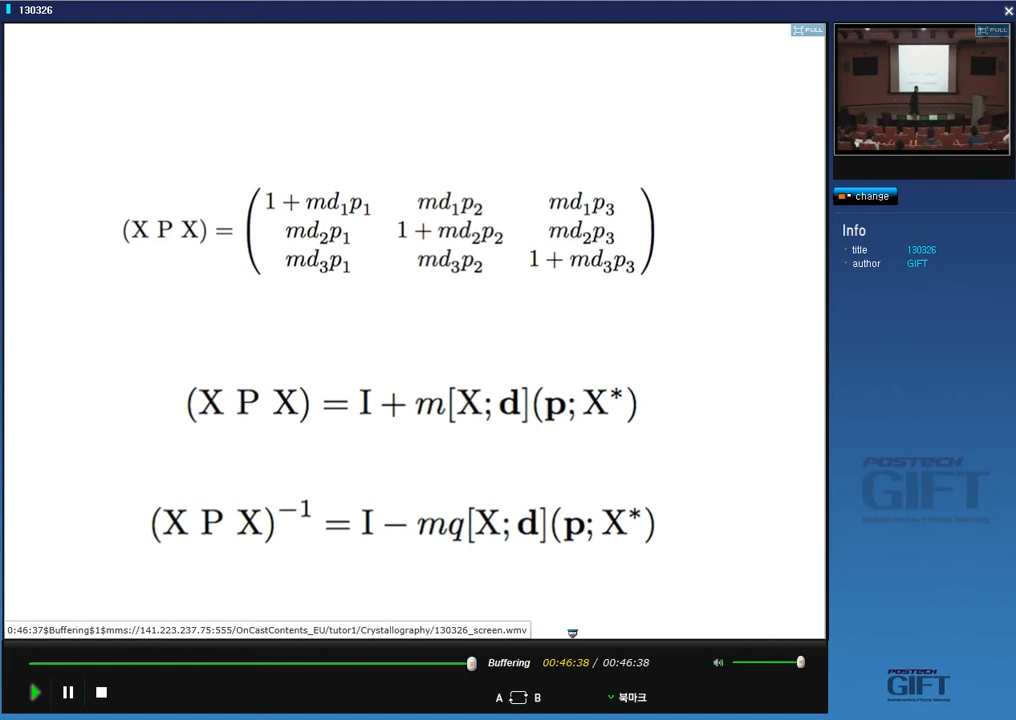 130326
FULL
FULL
(X P X) = ( 1 + md₁p₁ md₁p₂ md₁p₃
md₂p₁ 1 + md₂p₂ md₂p₃
md₃p₁ md₃p₂ 1 + md₃p₃ )
(X P X) = I + m[X; d](p; X*)
(X P X)⁻¹ = I − mq[X; d](p; X*)
change
Info
title 130326
author GIFT
POSTECH
GIFT
0:46:37$Buffering$1$mms://141.223.237.75:555/OnCastContents_EU/tutor1/Crystallography/130326_screen.wmv
Buffering 00:46:38 / 00:46:38
A B 북마크
POSTECH
GIFT